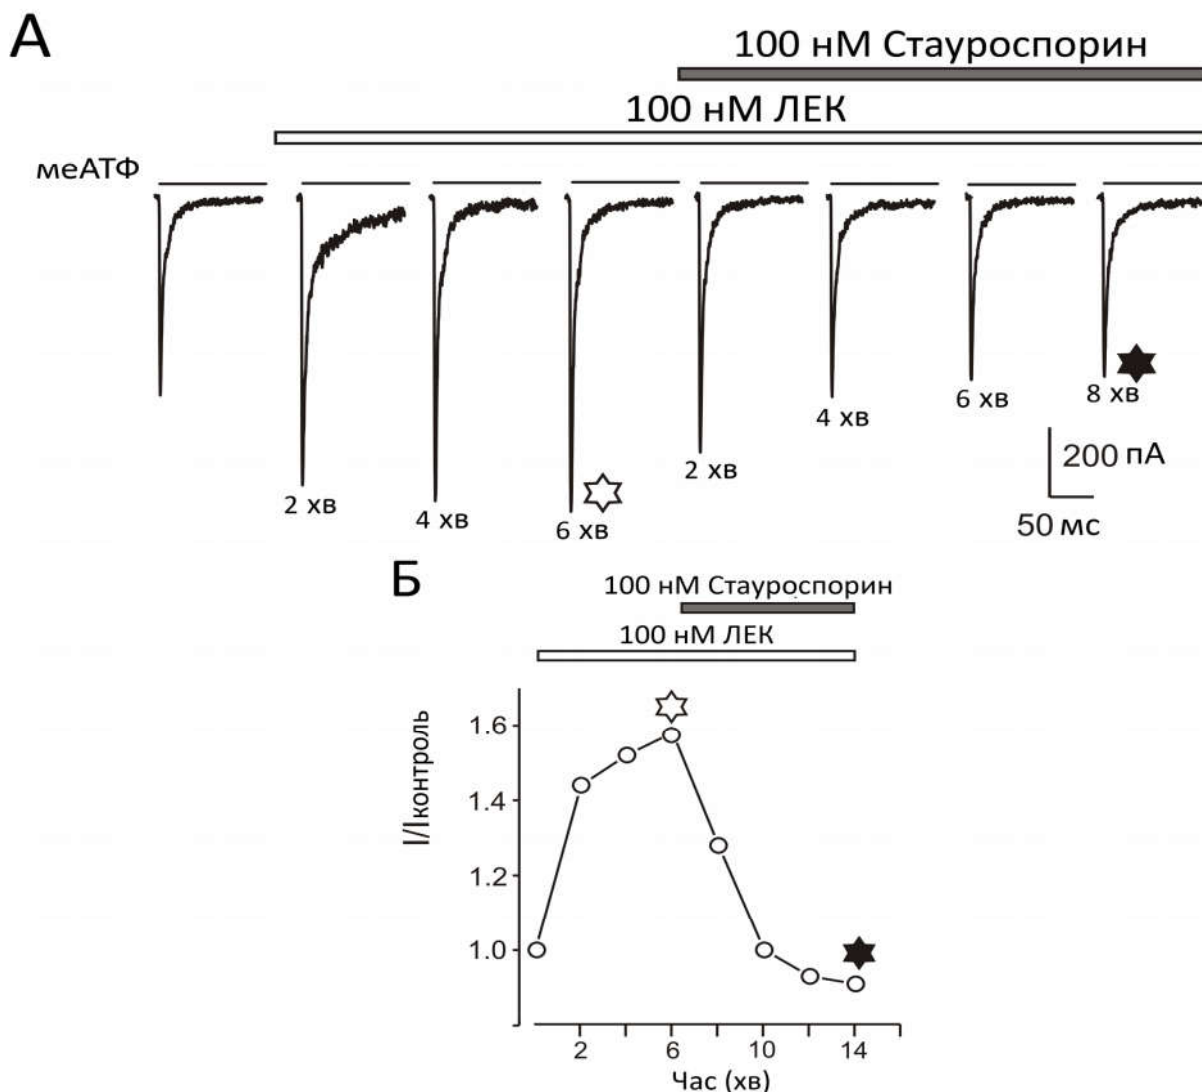 А
100 нМ Стауроспорин
100 нМ ЛЕК
меАТФ
2 хв
4 хв
6 хв
2 хв
4 хв
6 хв
8 хв
200 пА
50 мс
Б
100 нМ Стауроспорин
100 нМ ЛЕК
I/Iконтроль
1.6
1.4
1.2
1.0
2
6
10
14
Час (хв)